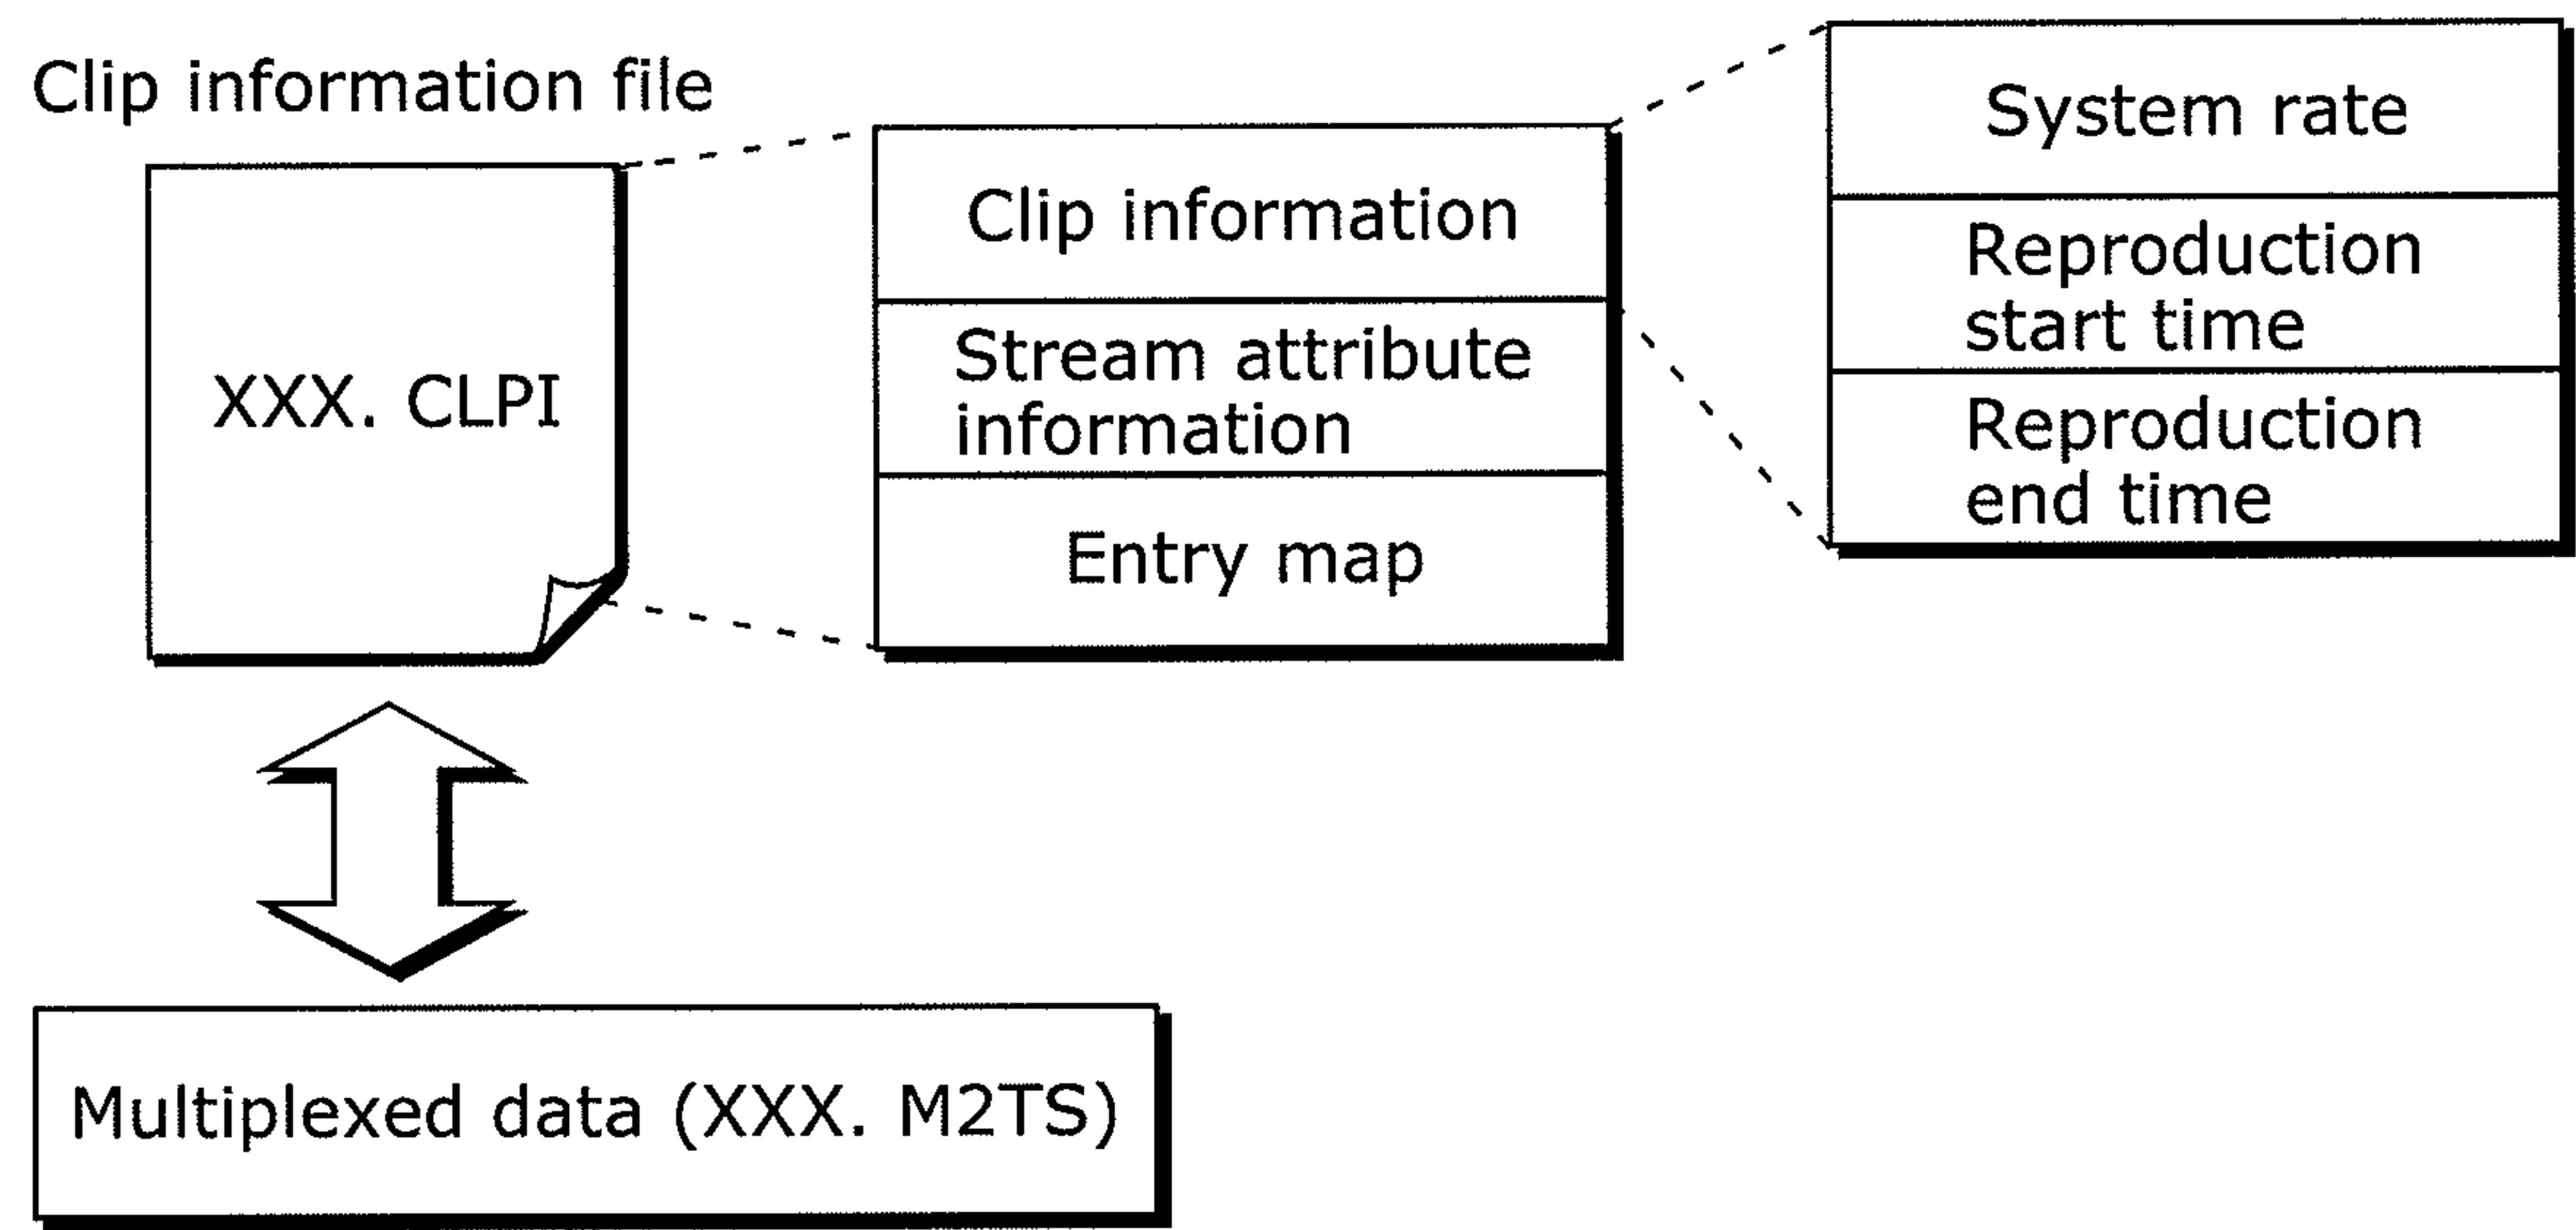 Clip information file
XXX. CLPI
Clip information
Stream attribute
information
Entry map
System rate
Reproduction
start time
Reproduction
end time
Multiplexed data (XXX. M2TS)